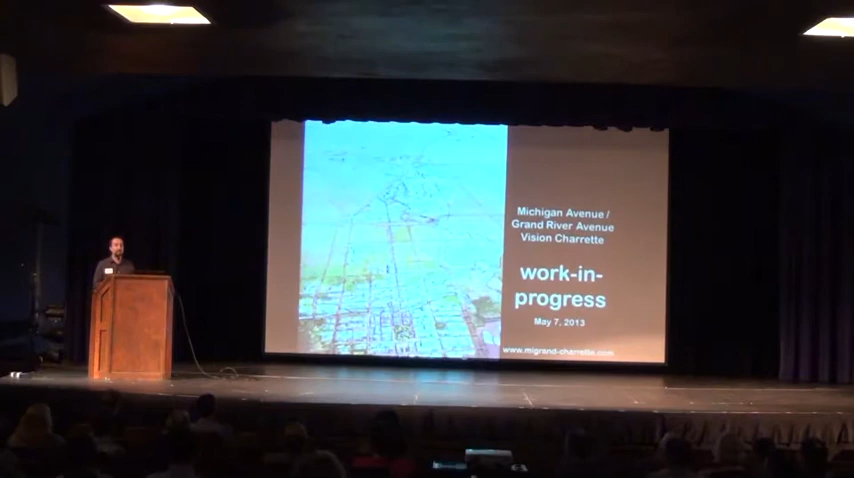 Michigan Avenue /
Grand River Avenue
Vision Charrette
work-in-
progress
May 7, 2013
www.migrand-charrette.com